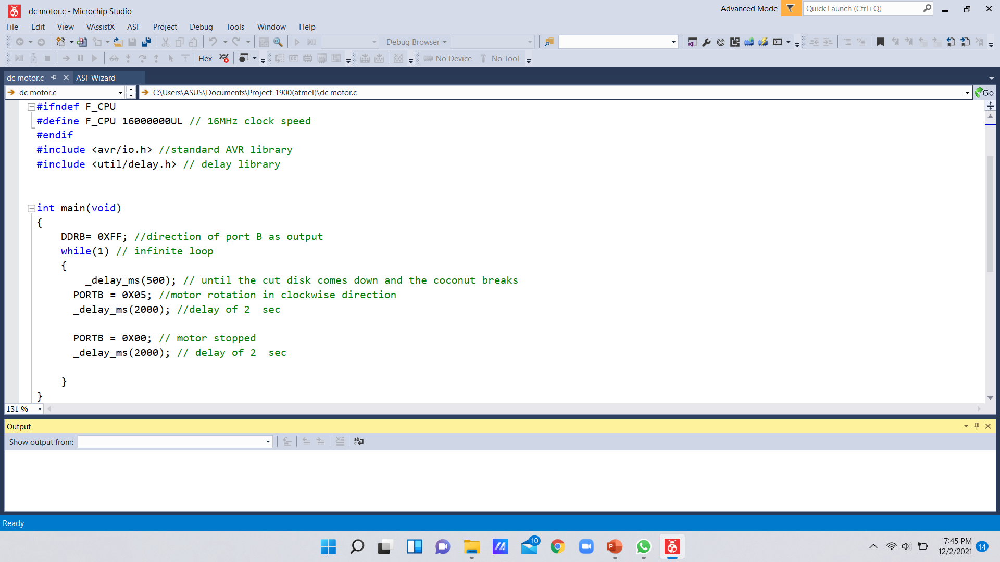 dc motor.c - Microchip Studio
Advanced Mode
Quick Launch (Ctrl+Q)
File Edit View VAssistX ASF Project Debug Tools Window Help
Debug Browser
Hex
No Device
No Tool
dc motor.c
ASF Wizard
dc motor.c
C:\Users\ASUS\Documents\Project-1900(atmel)\dc motor.c
Go
#ifndef F_CPU
#define F_CPU 16000000UL // 16MHz clock speed
#endif
#include <avr/io.h> //standard AVR library
#include <util/delay.h> // delay library
int main(void)
{
DDRB= 0XFF; //direction of port B as output
while(1) // infinite loop
{
_delay_ms(500); // until the cut disk comes down and the coconut breaks
PORTB = 0X05; //motor rotation in clockwise direction
_delay_ms(2000); //delay of 2  sec
PORTB = 0X00; // motor stopped
_delay_ms(2000); // delay of 2  sec
}
}
131 %
Output
Show output from:
Ready
10
7:45 PM
12/2/2021
14